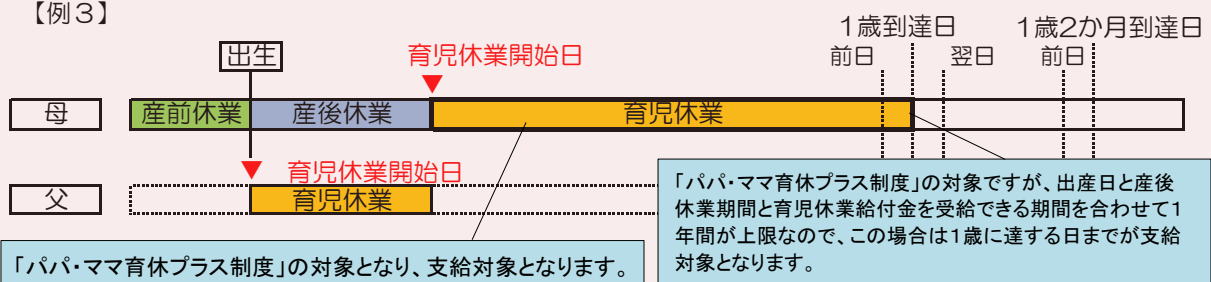 【例３】
１歳到達日
１歳２か月到達日
出生
育児休業開始日
前日
翌日
前日
母
産前休業
産後休業
育児休業
育児休業開始日
父
育児休業
「パパ・ママ育休プラス制度」の対象ですが、出産日と産後
休業期間と育児休業給付金を受給できる期間を合わせて１
年間が上限なので、この場合は１歳に達する日までが支給
対象となります。
「パパ・ママ育休プラス制度」の対象となり、支給対象となります。